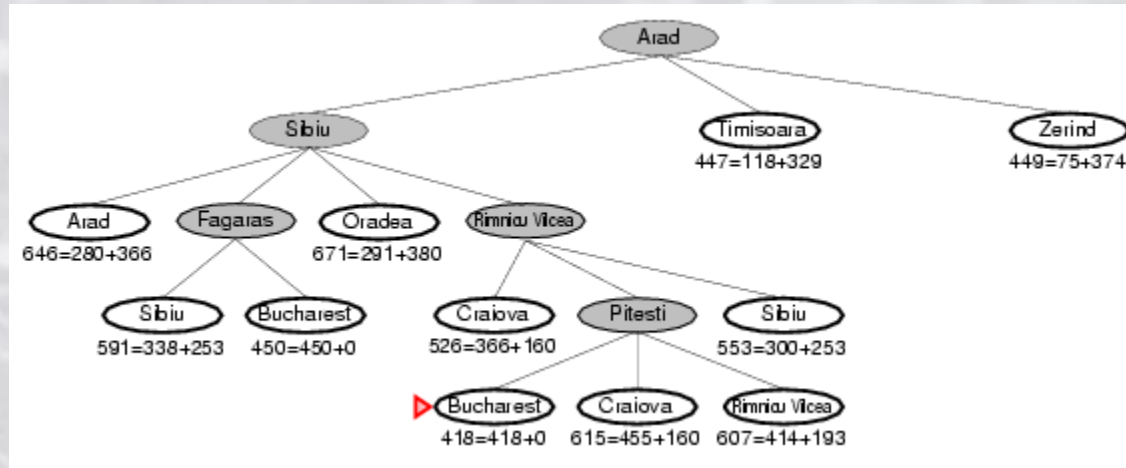 Arad
Sibiu Timisoara Zerind
447=118+329 449=75+374
Arad Fagaras Oradea Rimnicu Vilcea
646=280+366 671=291+380
Sibiu Bucharest Craiova Pitesti Sibiu
591=338+253 450=450+0 526=366+160 553=300+253
Bucharest Craiova Rimnicu Vilcea
418=418+0 615=455+160 607=414+193